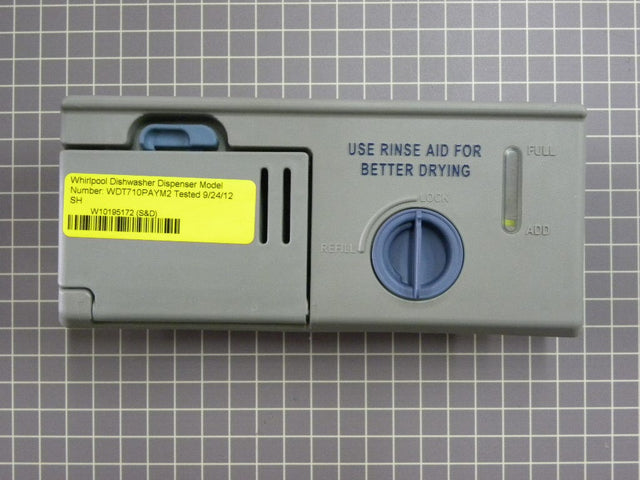 Whirlpool Dishwasher Dispenser Model
Number: WDT710PAYM2 Tested 9/24/12
SH
W10195172 (S&D)
USE RINSE AID FOR
BETTER DRYING
FULL
ADD
LOCK
REFILL